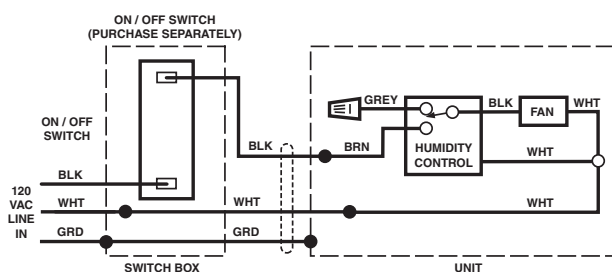 ON / OFF SWITCH
(PURCHASE SEPARATELY)
ON / OFF
SWITCH
GREY
BLK
FAN
WHT
BLK
BRN
HUMIDITY
CONTROL
WHT
BLK
120
VAC
LINE
IN
WHT
WHT
WHT
GRD
GRD
SWITCH BOX
UNIT